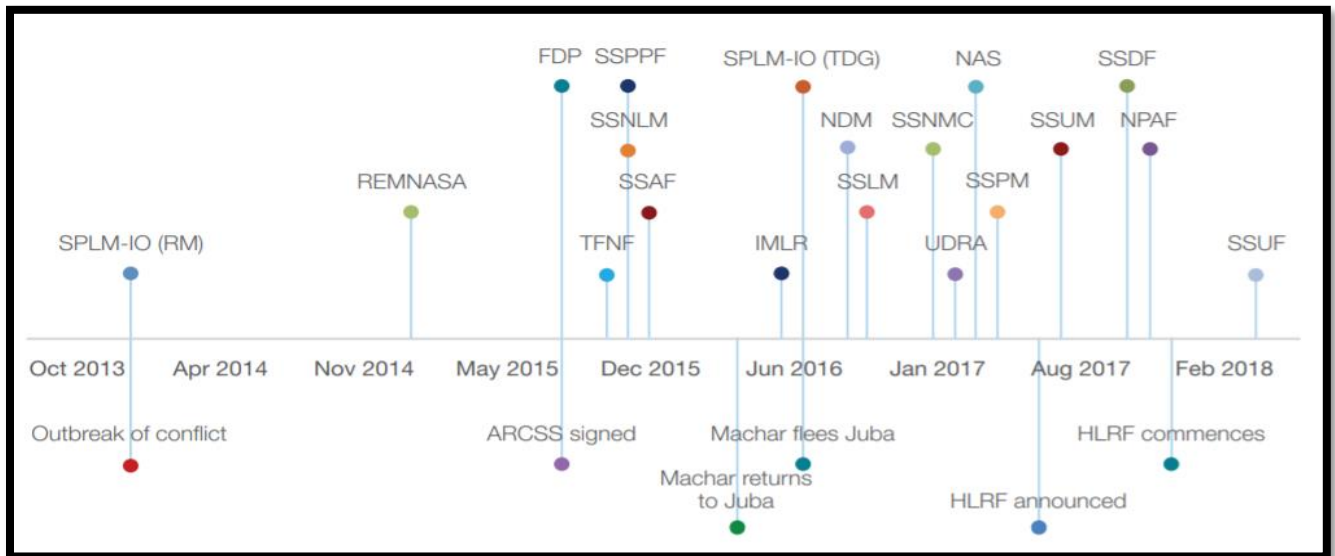 FDP SSPPF SPLM-IO (TDG) NAS SSDF
SSNLM NDM SSNMC SSUM NPAF
REMNASA SSAF SSLM SSPM
SPLM-IO (RM) TFNF IMLR UDRA SSUF
Oct 2013 Apr 2014 Nov 2014 May 2015 Dec 2015 Jun 2016 Jan 2017 Aug 2017 Feb 2018
Outbreak of conflict ARCSS signed Machar flees Juba HLRF commences
Machar returns
to Juba HLRF announced